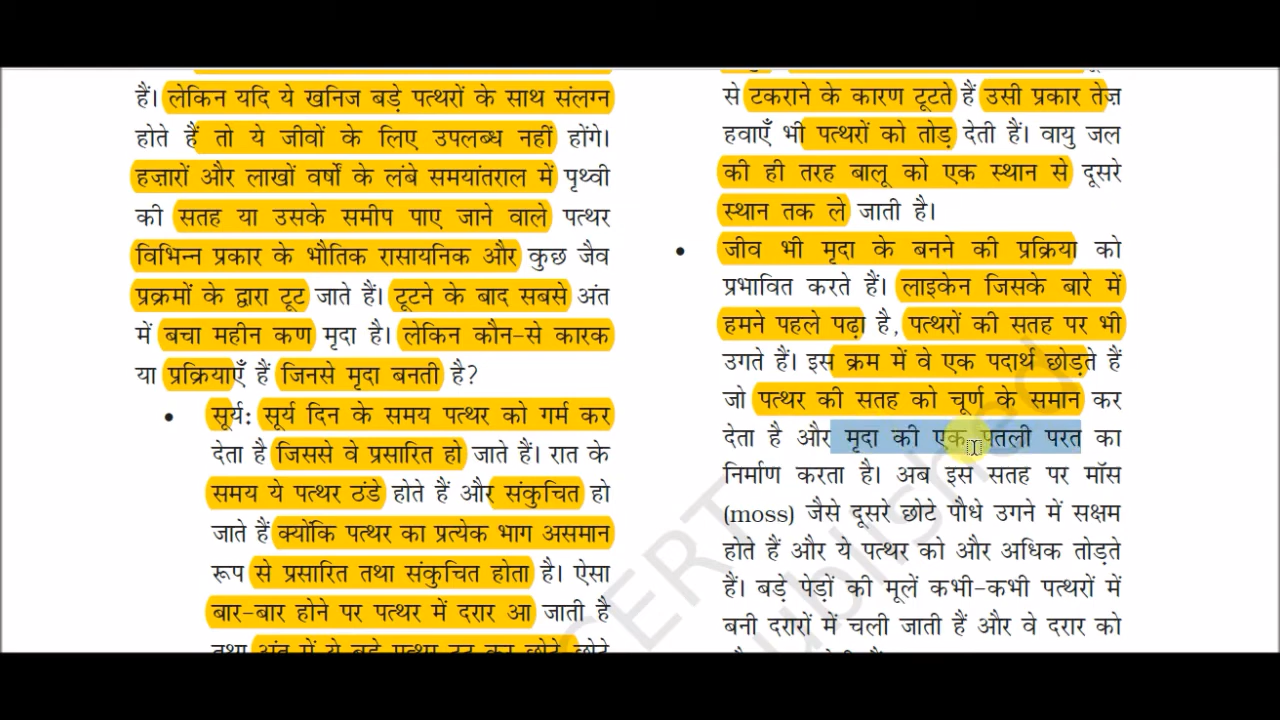 हैं। लेकिन यदि ये खनिज बड़े पत्थरों के साथ संलग्न
होते हैं तो ये जीवों के लिए उपलब्ध नहीं होंगे।
हज़ारों और लाखों वर्षों के लंबे समयांतराल में पृथ्वी
की सतह या उसके समीप पाए जाने वाले पत्थर
विभिन्न प्रकार के भौतिक रासायनिक और कुछ जैव
प्रक्रमों के द्वारा टूट जाते हैं। टूटने के बाद सबसे अंत
में बचा महीन कण मृदा है। लेकिन कौन-से कारक
या प्रक्रियाएँ हैं जिनसे मृदा बनती है?
• सूर्य: सूर्य दिन के समय पत्थर को गर्म कर
देता है जिससे वे प्रसारित हो जाते हैं। रात के
समय ये पत्थर ठंडे होते हैं और संकुचित हो
जाते हैं क्योंकि पत्थर का प्रत्येक भाग असमान
रूप से प्रसारित तथा संकुचित होता है। ऐसा
बार-बार होने पर पत्थर में दरार आ जाती है
तथा अंत में ये बड़े पत्थर टूट कर छोटे छोटे
से टकराने के कारण टूटते हैं उसी प्रकार तेज़
हवाएँ भी पत्थरों को तोड़ देती हैं। वायु जल
की ही तरह बालू को एक स्थान से दूसरे
स्थान तक ले जाती है।
• जीव भी मृदा के बनने की प्रक्रिया को
प्रभावित करते हैं। लाइकेन जिसके बारे में
हमने पहले पढ़ा है, पत्थरों की सतह पर भी
उगते हैं। इस क्रम में वे एक पदार्थ छोड़ते हैं
जो पत्थर की सतह को चूर्ण के समान कर
देता है और मृदा की एक पतली परत का
निर्माण करता है। अब इस सतह पर मॉस
(moss) जैसे दूसरे छोटे पौधे उगने में सक्षम
होते हैं और ये पत्थर को और अधिक तोड़ते
हैं। बड़े पेड़ों की मूलें कभी-कभी पत्थरों में
बनी दरारों में चली जाती हैं और वे दरार को